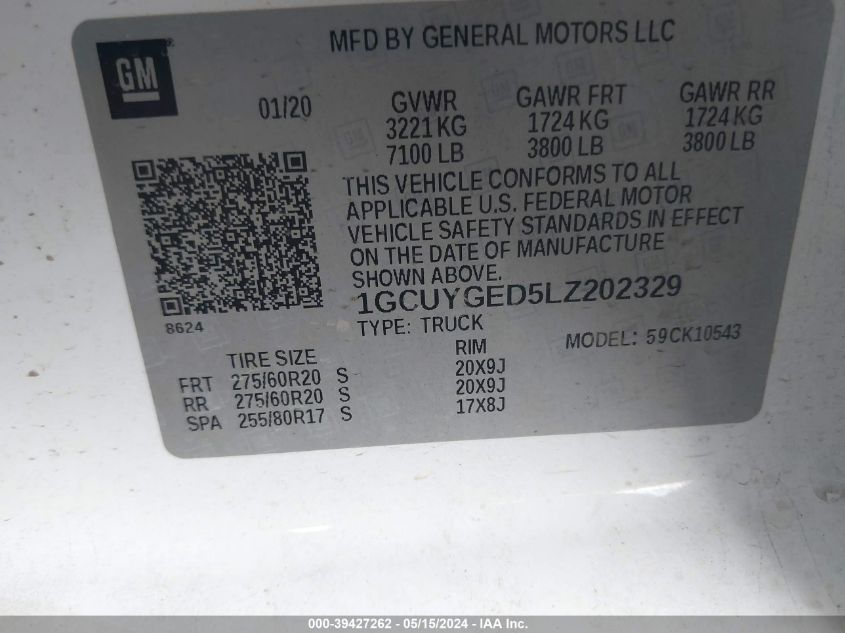 MFD BY GENERAL MOTORS LLC
GM
01/20
GVWR GAWR FRT GAWR RR
3221 KG 1724 KG 1724 KG
7100 LB 3800 LB 3800 LB
THIS VEHICLE CONFORMS TO ALL
APPLICABLE U.S. FEDERAL MOTOR
VEHICLE SAFETY STANDARDS IN EFFECT
ON THE DATE OF MANUFACTURE
SHOWN ABOVE.
1GCUYGED5LZ202329
8624
TYPE: TRUCK
MODEL: 59CK10543
TIRE SIZE RIM
FRT 275/60R20 S 20X9J
RR 275/60R20 S 20X9J
SPA 255/80R17 S 17X8J
000-39427262 - 05/15/2024 - IAA Inc.